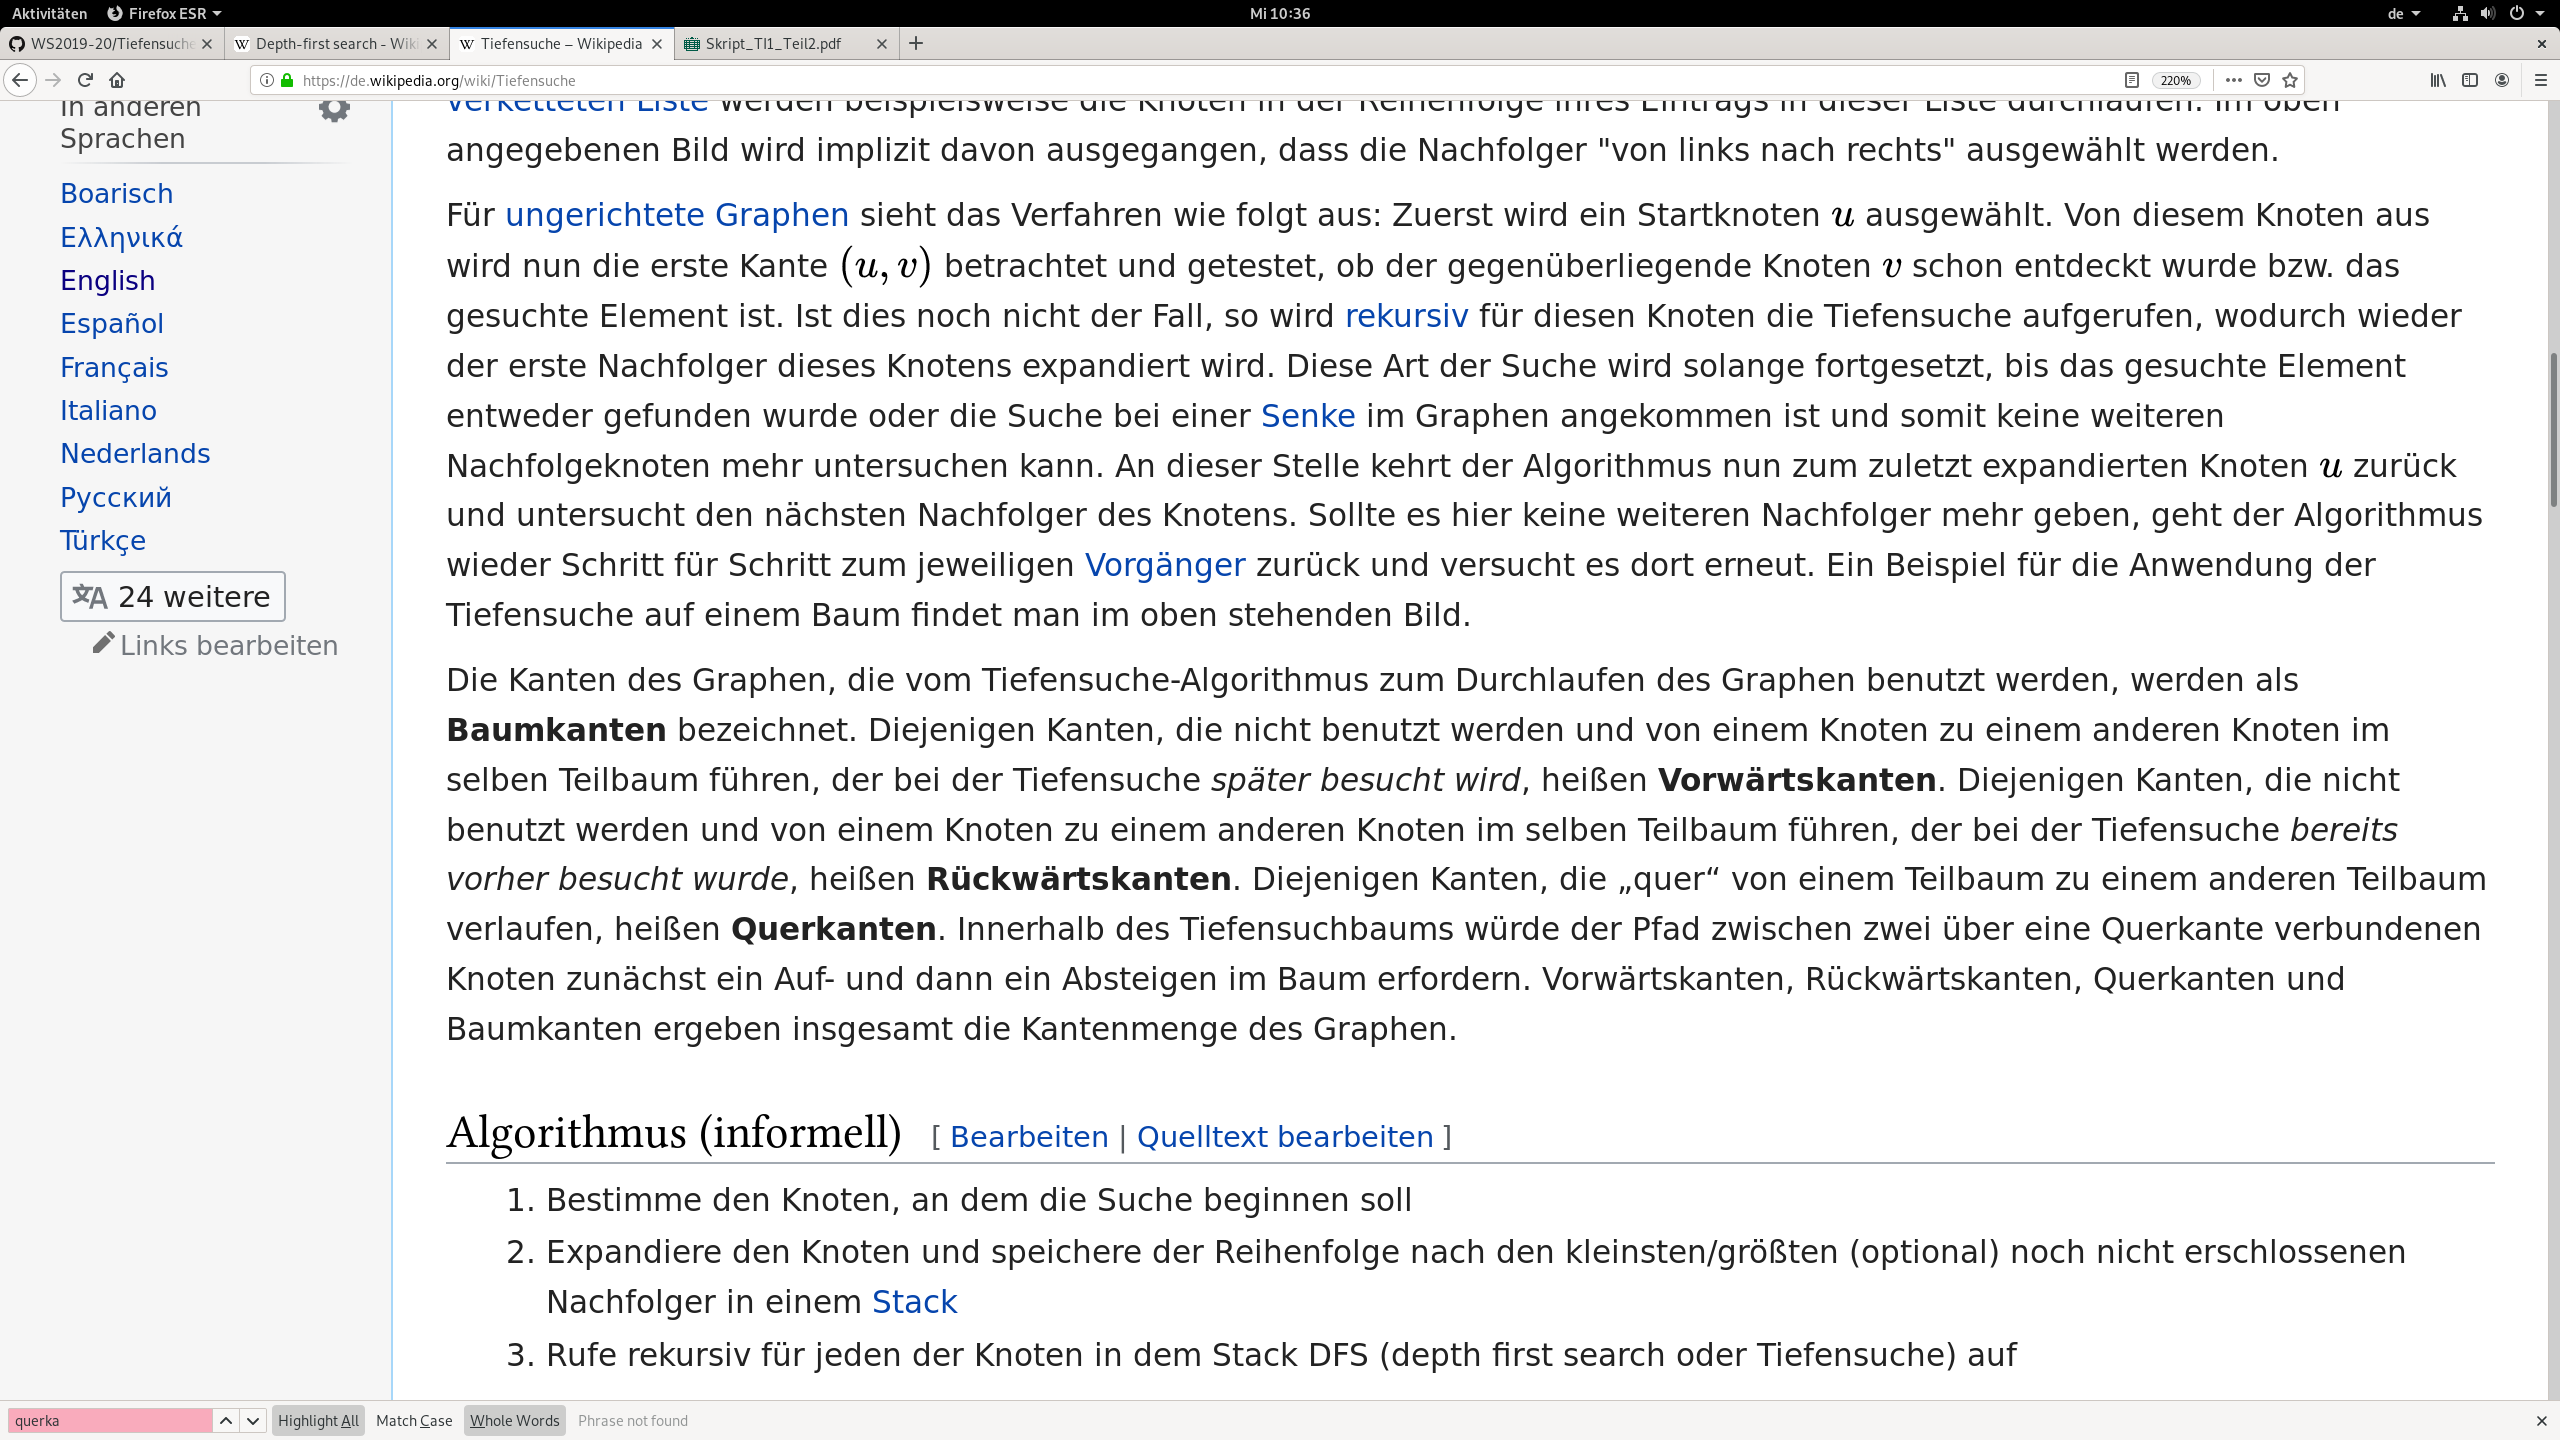 Aktivitäten Firefox ESR Mi 10:36 de
WS2019-20/Tiefensuche Depth-first search - Wiki Tiefensuche – Wikipedia Skript_TI1_Teil2.pdf
https://de.wikipedia.org/wiki/Tiefensuche 220%
In anderen
Sprachen
Boarisch
Ελληνικά
English
Español
Français
Italiano
Nederlands
Русский
Türkçe
24 weitere
Links bearbeiten
verketteten Liste werden beispielsweise die Knoten in der Reihenfolge ihres Eintrags in dieser Liste durchlaufen. Im oben
angegebenen Bild wird implizit davon ausgegangen, dass die Nachfolger "von links nach rechts" ausgewählt werden.
Für ungerichtete Graphen sieht das Verfahren wie folgt aus: Zuerst wird ein Startknoten u ausgewählt. Von diesem Knoten aus
wird nun die erste Kante (u, v) betrachtet und getestet, ob der gegenüberliegende Knoten v schon entdeckt wurde bzw. das
gesuchte Element ist. Ist dies noch nicht der Fall, so wird rekursiv für diesen Knoten die Tiefensuche aufgerufen, wodurch wieder
der erste Nachfolger dieses Knotens expandiert wird. Diese Art der Suche wird solange fortgesetzt, bis das gesuchte Element
entweder gefunden wurde oder die Suche bei einer Senke im Graphen angekommen ist und somit keine weiteren
Nachfolgeknoten mehr untersuchen kann. An dieser Stelle kehrt der Algorithmus nun zum zuletzt expandierten Knoten u zurück
und untersucht den nächsten Nachfolger des Knotens. Sollte es hier keine weiteren Nachfolger mehr geben, geht der Algorithmus
wieder Schritt für Schritt zum jeweiligen Vorgänger zurück und versucht es dort erneut. Ein Beispiel für die Anwendung der
Tiefensuche auf einem Baum findet man im oben stehenden Bild.
Die Kanten des Graphen, die vom Tiefensuche-Algorithmus zum Durchlaufen des Graphen benutzt werden, werden als
Baumkanten bezeichnet. Diejenigen Kanten, die nicht benutzt werden und von einem Knoten zu einem anderen Knoten im
selben Teilbaum führen, der bei der Tiefensuche später besucht wird, heißen Vorwärtskanten. Diejenigen Kanten, die nicht
benutzt werden und von einem Knoten zu einem anderen Knoten im selben Teilbaum führen, der bei der Tiefensuche bereits
vorher besucht wurde, heißen Rückwärtskanten. Diejenigen Kanten, die „quer“ von einem Teilbaum zu einem anderen Teilbaum
verlaufen, heißen Querkanten. Innerhalb des Tiefensuchbaums würde der Pfad zwischen zwei über eine Querkante verbundenen
Knoten zunächst ein Auf- und dann ein Absteigen im Baum erfordern. Vorwärtskanten, Rückwärtskanten, Querkanten und
Baumkanten ergeben insgesamt die Kantenmenge des Graphen.
Algorithmus (informell) [ Bearbeiten | Quelltext bearbeiten ]
1. Bestimme den Knoten, an dem die Suche beginnen soll
2. Expandiere den Knoten und speichere der Reihenfolge nach den kleinsten/größten (optional) noch nicht erschlossenen
Nachfolger in einem Stack
3. Rufe rekursiv für jeden der Knoten in dem Stack DFS (depth first search oder Tiefensuche) auf
querka Highlight All Match Case Whole Words Phrase not found